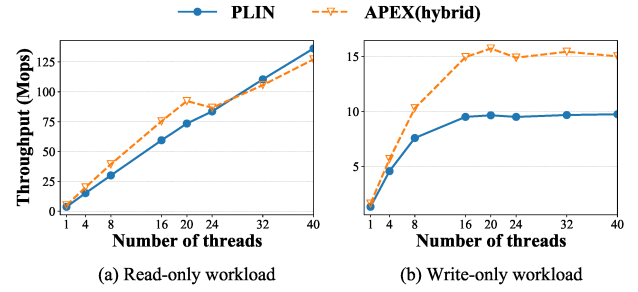 PLIN APEX(hybrid)
Throughput (Mops)
125
100
75
50
25
0
1 4 8 16 20 24 32 40
Number of threads
(a) Read-only workload
15
10
5
1 4 8 16 20 24 32 40
Number of threads
(b) Write-only workload